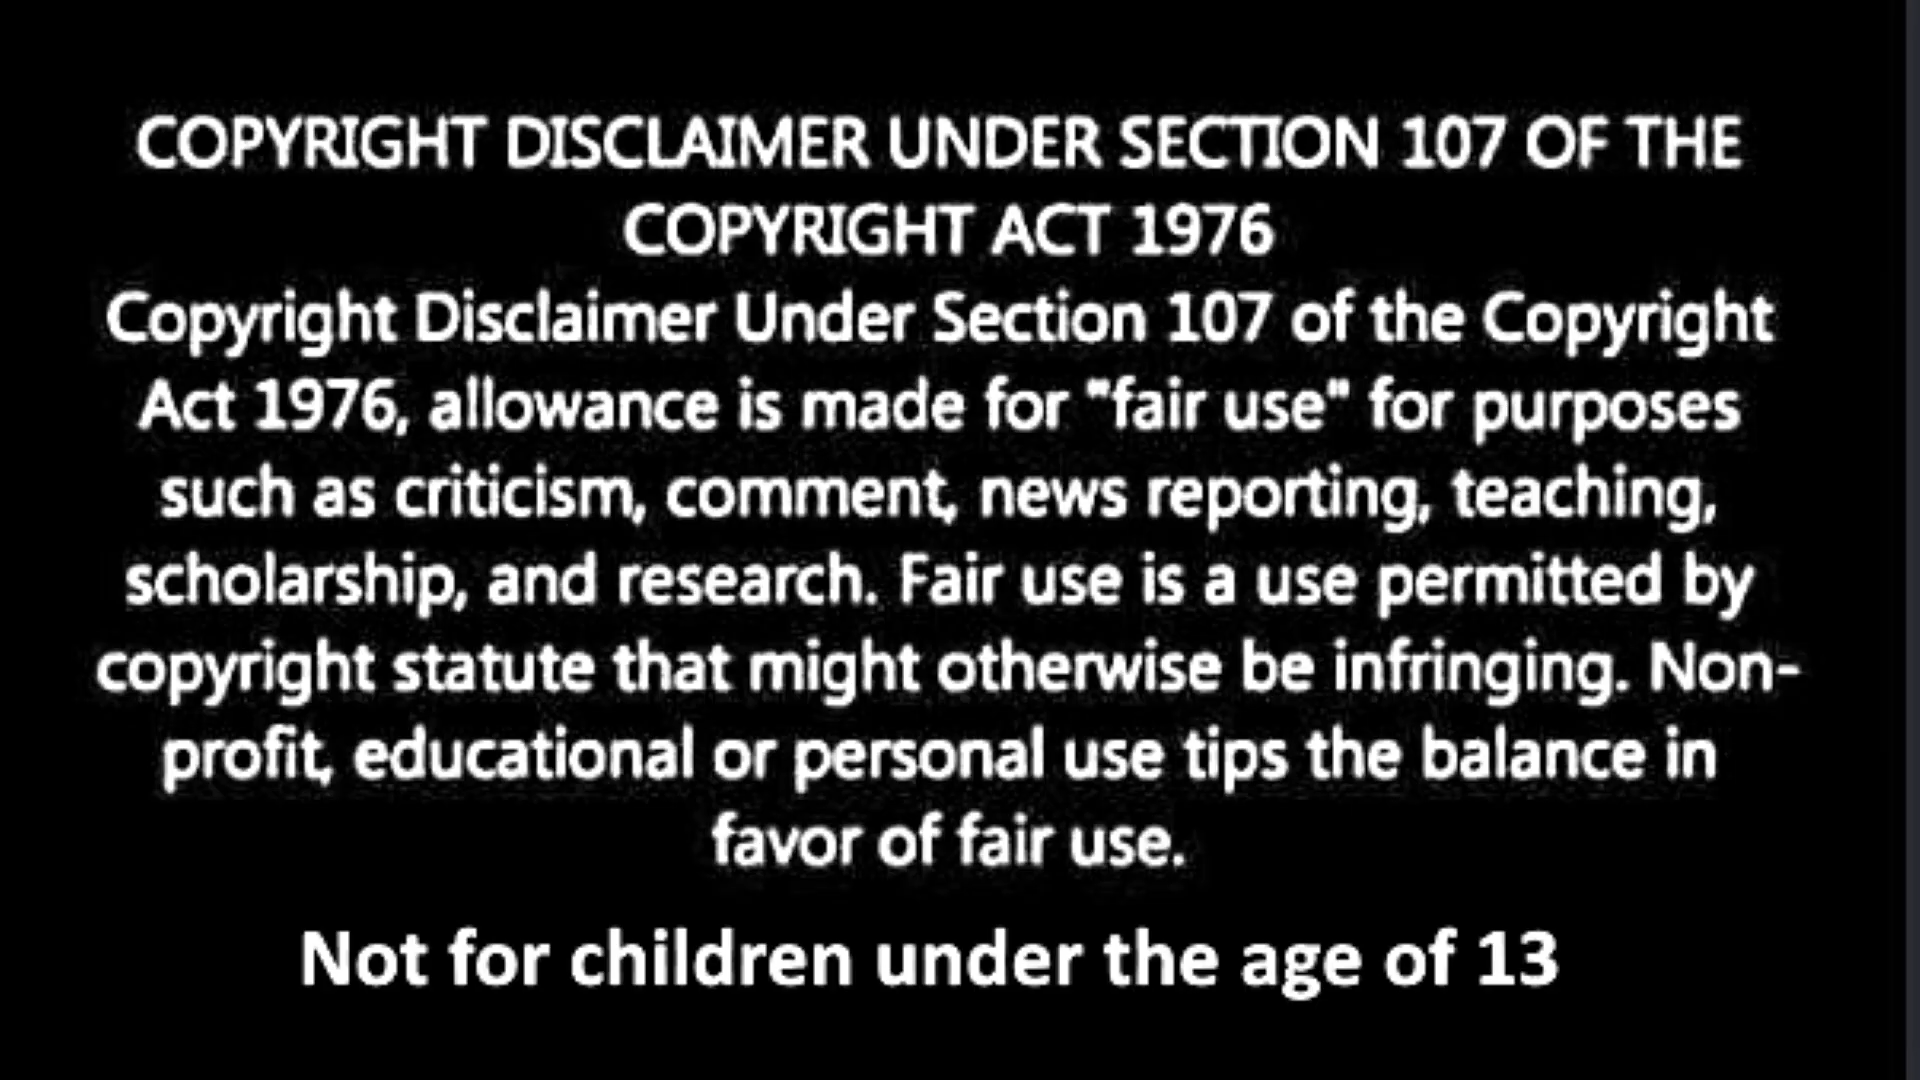 COPYRIGHT DISCLAIMER UNDER SECTION 107 OF THE
COPYRIGHT ACT 1976
Copyright Disclaimer Under Section 107 of the Copyright
Act 1976, allowance is made for "fair use" for purposes
such as criticism, comment, news reporting, teaching,
scholarship, and research. Fair use is a use permitted by
copyright statute that might otherwise be infringing. Non-
profit, educational or personal use tips the balance in
favor of fair use.
Not for children under the age of 13